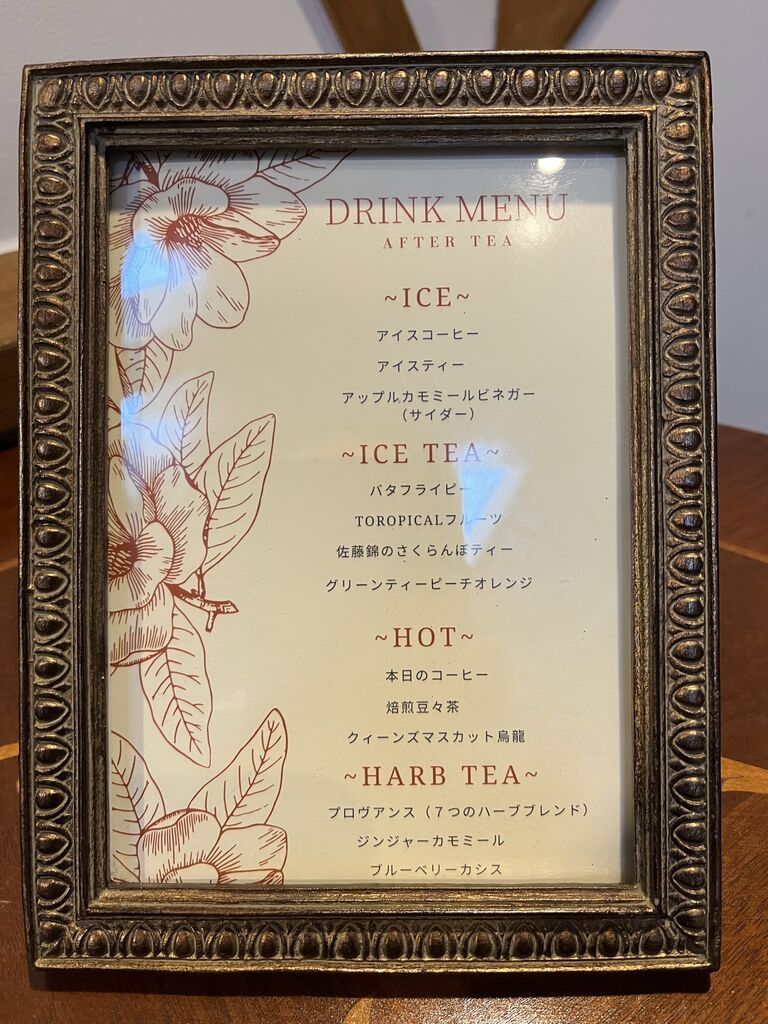 DRINK MENU
AFTER TEA
~ICE~
アイスコーヒー
アイスティー
アップルカモミールビネガー
（サイダー）
~ICE TEA~
バタフライピー
TOROPICALフルーツ
佐藤錦のさくらんぼティー
グリーンティーピーチオレンジ
~HOT~
本日のコーヒー
焙煎豆々茶
クィーンズマスカット烏龍
~HARB TEA~
プロヴァンス（７つのハーブブレンド）
ジンジャーカモミール
ブルーベリーカシス